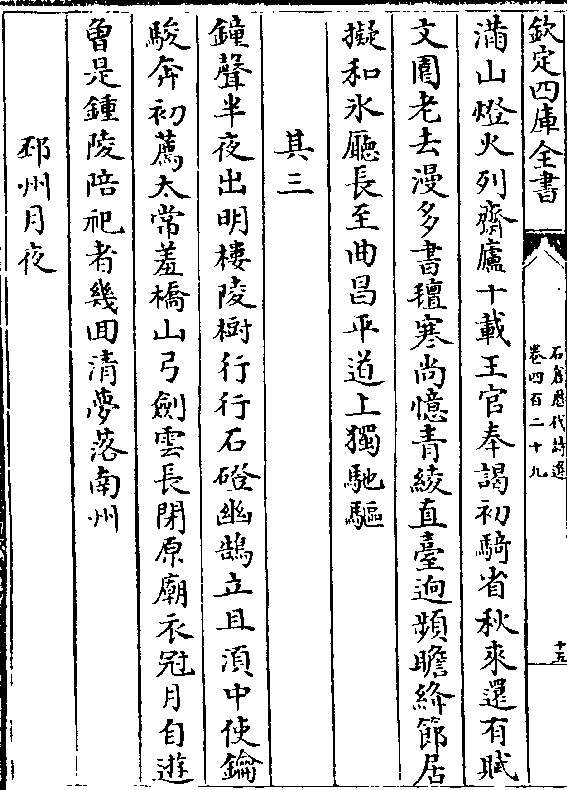 欽定四庫全書
石倉歷代詩選
卷四百二十九
十五
滿山燈火列齋廬十載王官奉謁初騎省秋來還有賦
文園老去漫多書氊寒尚憶青綾直臺逈頻瞻絳節居
擬和氷廳長至曲昌平道上獨馳驅
其三
鐘聲半夜出明樓陵樹行行石磴幽鵠立且湏中使鑰
駿奔初薦太常羞橋山弓劍雲長閉原廟衣冠月自遊
曾是鍾陵陪祀者幾回清夢落南州
邳州月夜